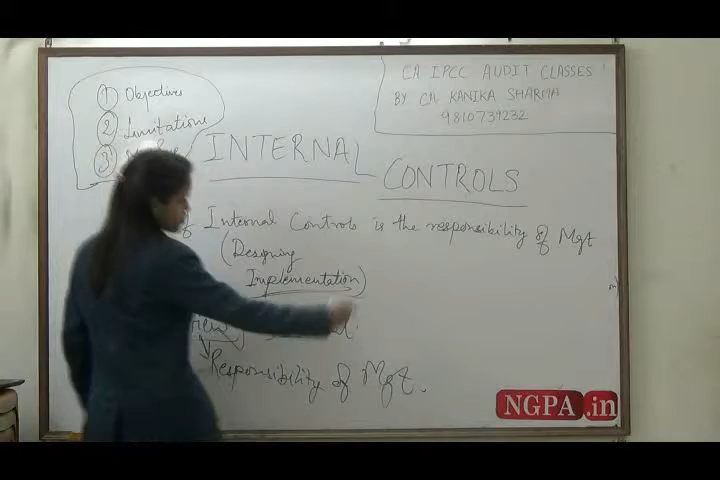 CA IPCC AUDIT CLASSES
BY CA KANIKA SHARMA
9810739232
1 Objectives
2 Limitations
3
INTERNAL
CONTROLS
of Internal Controls is the responsibility of Mgt
(Designing
Implementation)
Responsibility of Mgt.
NGPA.in